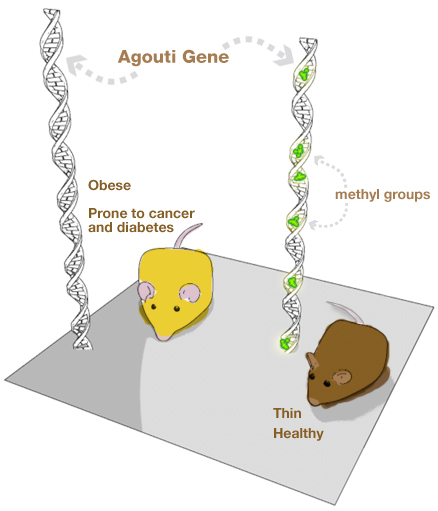 Agouti Gene
Obese
Prone to cancer
and diabetes
methyl groups
Thin
Healthy